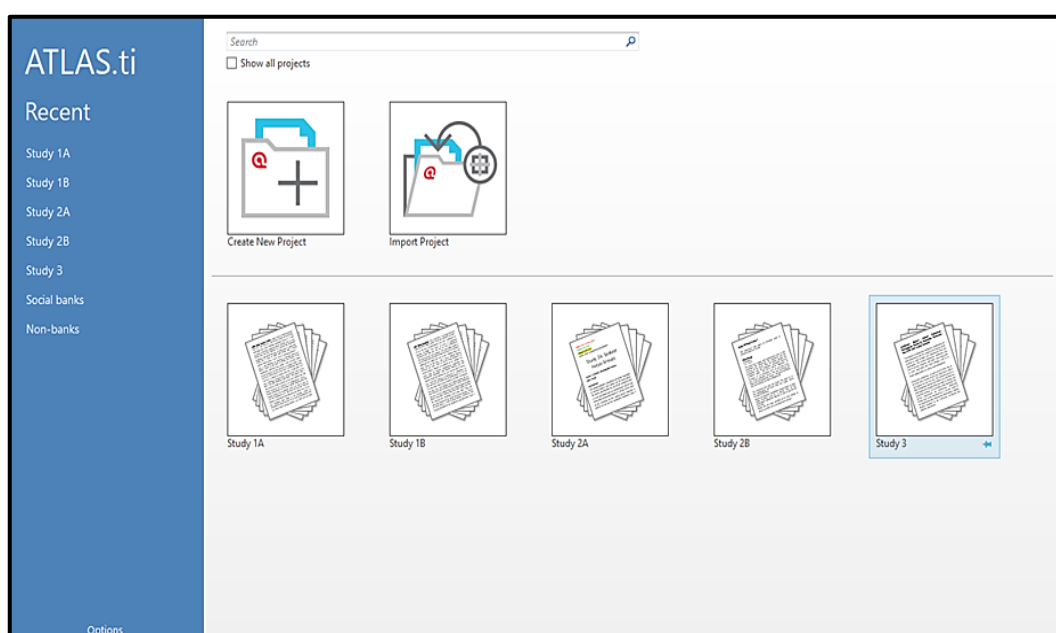 ATLAS.ti
Recent
Study 1A
Study 1B
Study 2A
Study 2B
Study 3
Social banks
Non-banks
Options
Search
Show all projects
Create New Project
Import Project
Study 1A
Study 1B
Study 2A
Study 2B
Study 3